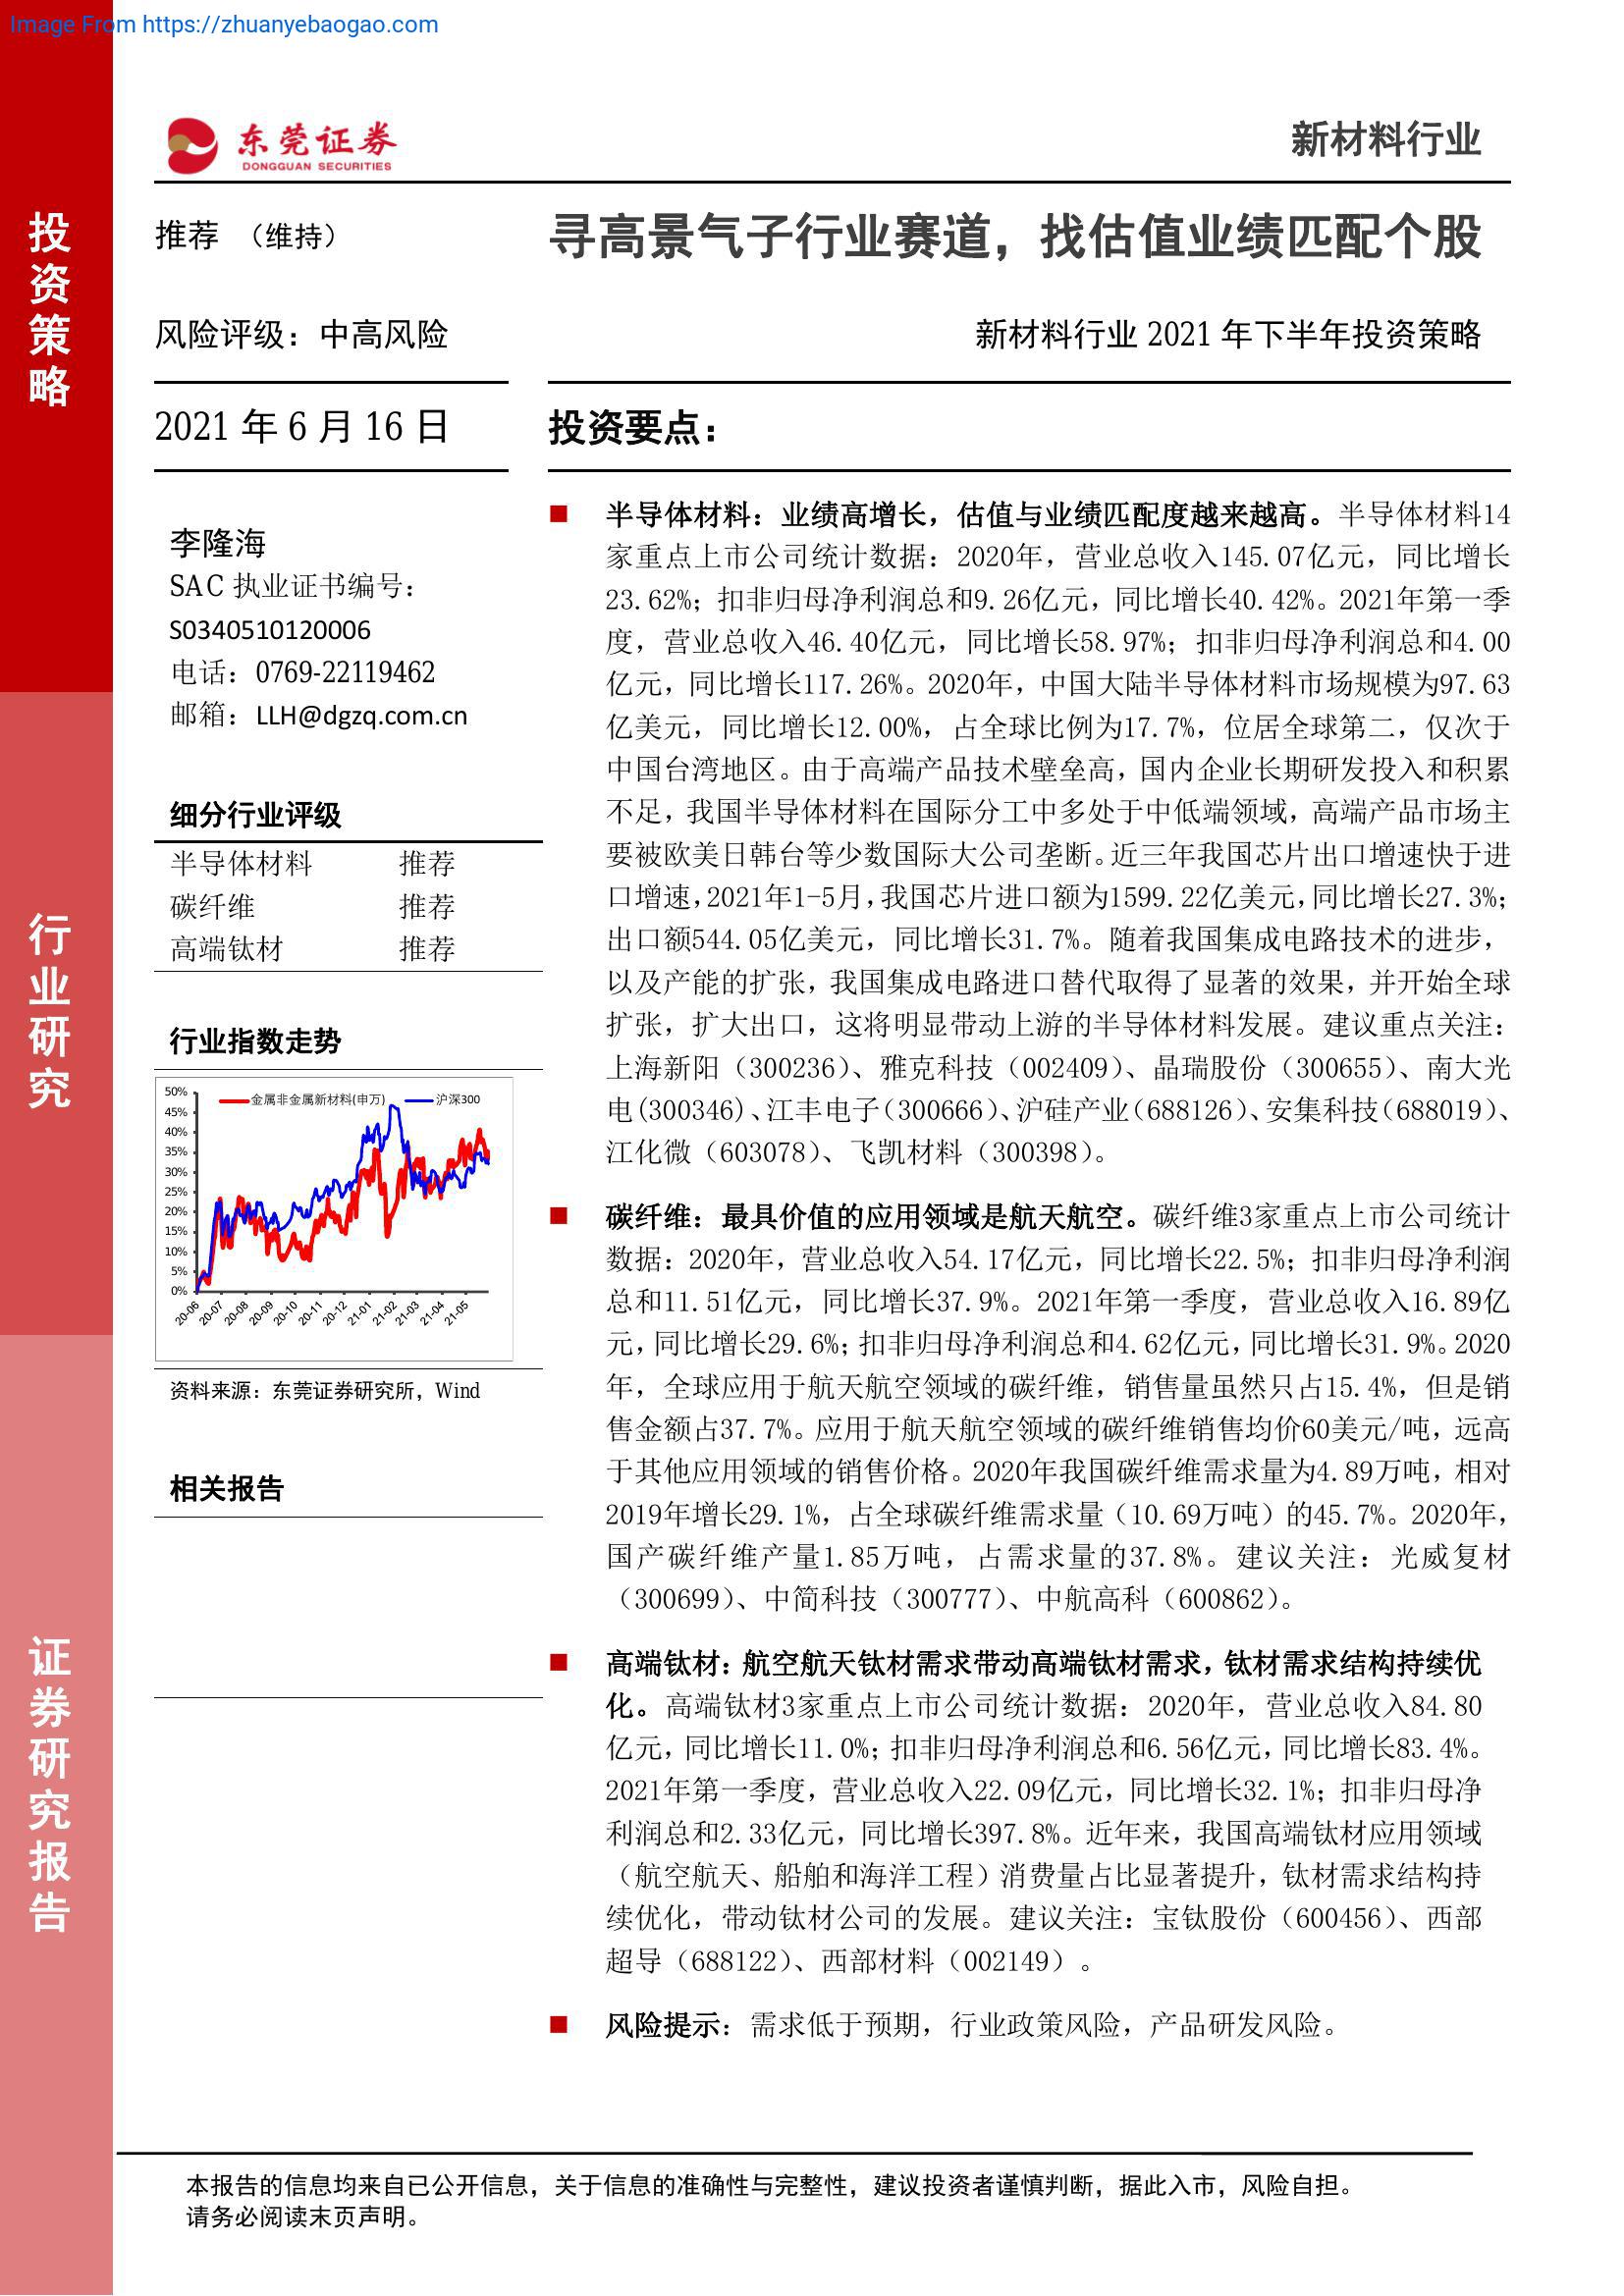 Image From https://zhuanyebaogao.com
东莞证券
DONGGUAN SECURITIES
新材料行业
投资策略
行业研究
证券研究报告
推荐 （维持）
寻高景气子行业赛道，找估值业绩匹配个股
风险评级：中高风险
新材料行业 2021 年下半年投资策略
2021 年 6 月 16 日
李隆海
SAC 执业证书编号：
S0340510120006
电话：0769-22119462
邮箱：LLH@dgzq.com.cn
细分行业评级
半导体材料 推荐
碳纤维 推荐
高端钛材 推荐
行业指数走势
金属非金属新材料(申万) 沪深300
50%
45%
40%
35%
30%
25%
20%
15%
10%
5%
0%
20-06 20-07 20-08 20-09 20-10 20-11 20-12 21-01 21-02 21-03 21-04 21-05
资料来源：东莞证券研究所，Wind
相关报告
投资要点：
■ 半导体材料：业绩高增长，估值与业绩匹配度越来越高。半导体材料14
家重点上市公司统计数据：2020年，营业总收入145.07亿元，同比增长
23.62%；扣非归母净利润总和9.26亿元，同比增长40.42%。2021年第一季
度，营业总收入46.40亿元，同比增长58.97%；扣非归母净利润总和4.00
亿元，同比增长117.26%。2020年，中国大陆半导体材料市场规模为97.63
亿美元，同比增长12.00%，占全球比例为17.7%，位居全球第二，仅次于
中国台湾地区。由于高端产品技术壁垒高，国内企业长期研发投入和积累
不足，我国半导体材料在国际分工中多处于中低端领域，高端产品市场主
要被欧美日韩台等少数国际大公司垄断。近三年我国芯片出口增速快于进
口增速，2021年1-5月，我国芯片进口额为1599.22亿美元，同比增长27.3%；
出口额544.05亿美元，同比增长31.7%。随着我国集成电路技术的进步，
以及产能的扩张，我国集成电路进口替代取得了显著的效果，并开始全球
扩张，扩大出口，这将明显带动上游的半导体材料发展。建议重点关注：
上海新阳（300236）、雅克科技（002409）、晶瑞股份（300655）、南大光
电(300346)、江丰电子(300666)、沪硅产业(688126)、安集科技(688019)、
江化微（603078）、飞凯材料（300398）。
■ 碳纤维：最具价值的应用领域是航天航空。碳纤维3家重点上市公司统计
数据：2020年，营业总收入54.17亿元，同比增长22.5%；扣非归母净利润
总和11.51亿元，同比增长37.9%。2021年第一季度，营业总收入16.89亿
元，同比增长29.6%；扣非归母净利润总和4.62亿元，同比增长31.9%。2020
年，全球应用于航天航空领域的碳纤维，销售量虽然只占15.4%，但是销
售金额占37.7%。应用于航天航空领域的碳纤维销售均价60美元/吨，远高
于其他应用领域的销售价格。2020年我国碳纤维需求量为4.89万吨，相对
2019年增长29.1%，占全球碳纤维需求量（10.69万吨）的45.7%。2020年，
国产碳纤维产量1.85万吨，占需求量的37.8%。建议关注：光威复材
（300699）、中简科技（300777）、中航高科（600862）。
■ 高端钛材：航空航天钛材需求带动高端钛材需求，钛材需求结构持续优
化。高端钛材3家重点上市公司统计数据：2020年，营业总收入84.80
亿元，同比增长11.0%；扣非归母净利润总和6.56亿元，同比增长83.4%。
2021年第一季度，营业总收入22.09亿元，同比增长32.1%；扣非归母净
利润总和2.33亿元，同比增长397.8%。近年来，我国高端钛材应用领域
（航空航天、船舶和海洋工程）消费量占比显著提升，钛材需求结构持
续优化，带动钛材公司的发展。建议关注：宝钛股份（600456）、西部
超导（688122）、西部材料（002149）。
■ 风险提示：需求低于预期，行业政策风险，产品研发风险。
本报告的信息均来自已公开信息，关于信息的准确性与完整性，建议投资者谨慎判断，据此入市，风险自担。
请务必阅读末页声明。